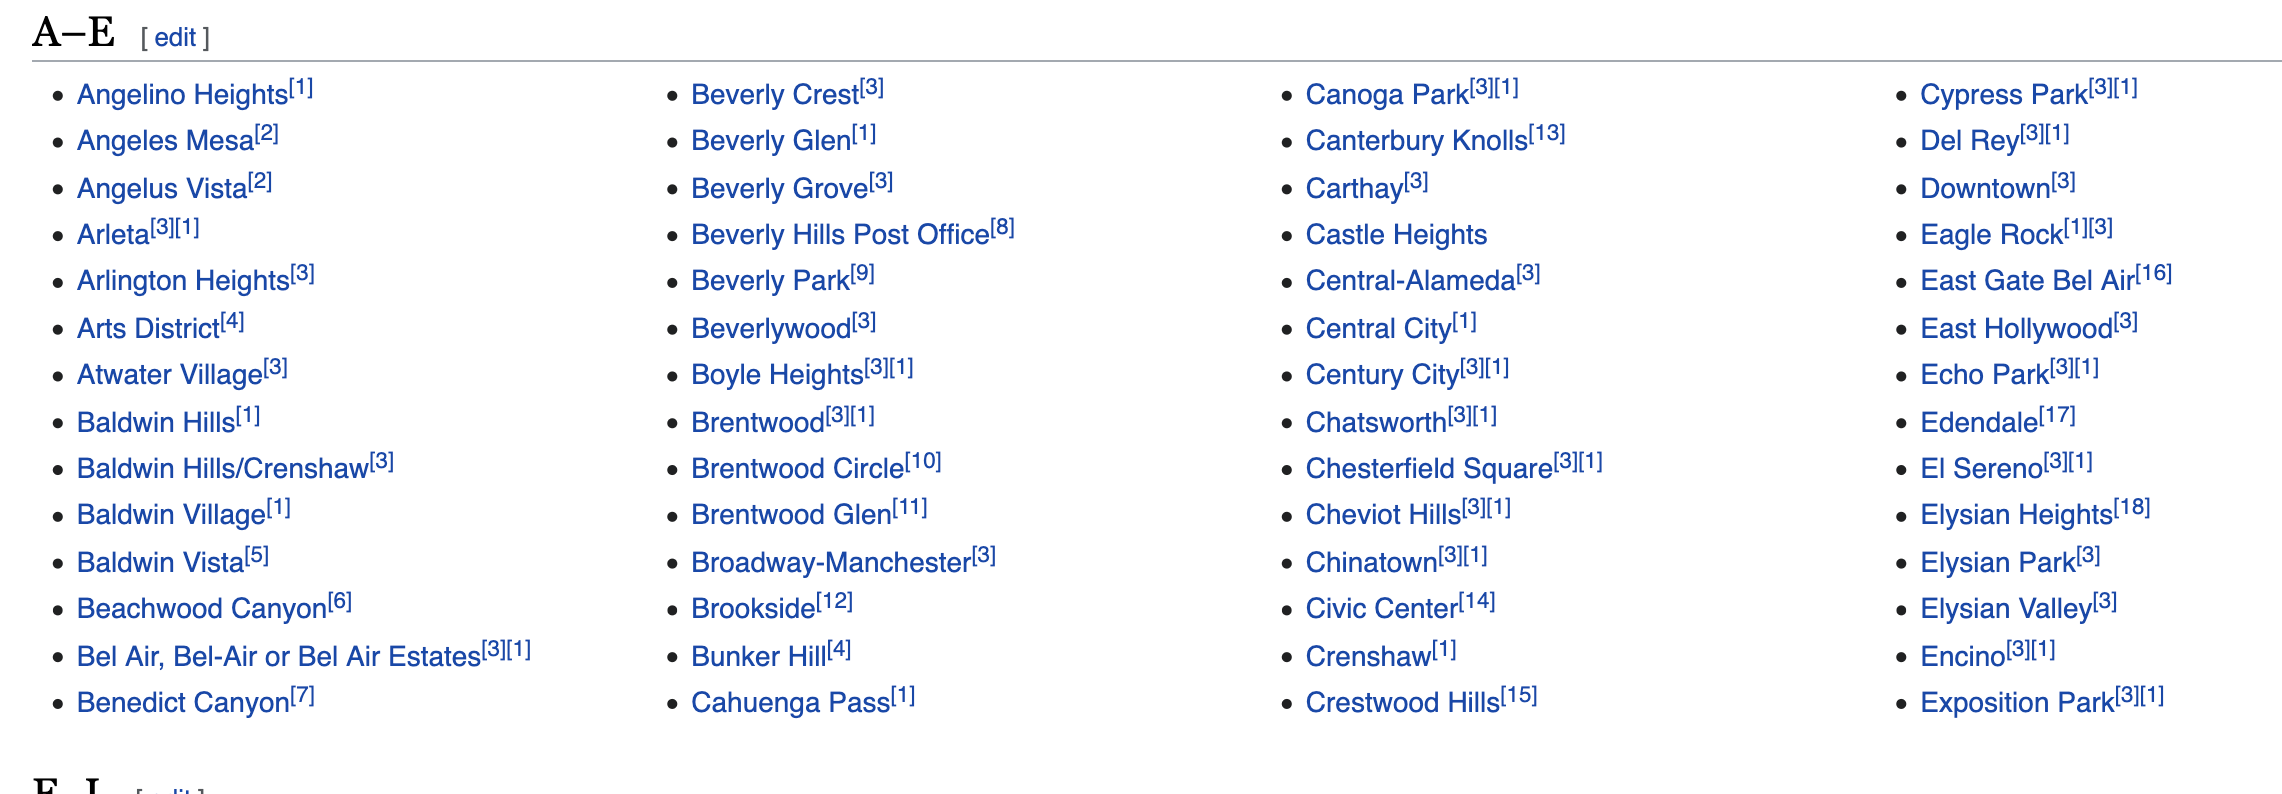 A–E [ edit ]
• Angelino Heights[1]
• Angeles Mesa[2]
• Angelus Vista[2]
• Arleta[3][1]
• Arlington Heights[3]
• Arts District[4]
• Atwater Village[3]
• Baldwin Hills[1]
• Baldwin Hills/Crenshaw[3]
• Baldwin Village[1]
• Baldwin Vista[5]
• Beachwood Canyon[6]
• Bel Air, Bel-Air or Bel Air Estates[3][1]
• Benedict Canyon[7]
• Beverly Crest[3]
• Beverly Glen[1]
• Beverly Grove[3]
• Beverly Hills Post Office[8]
• Beverly Park[9]
• Beverlywood[3]
• Boyle Heights[3][1]
• Brentwood[3][1]
• Brentwood Circle[10]
• Brentwood Glen[11]
• Broadway-Manchester[3]
• Brookside[12]
• Bunker Hill[4]
• Cahuenga Pass[1]
• Canoga Park[3][1]
• Canterbury Knolls[13]
• Carthay[3]
• Castle Heights
• Central-Alameda[3]
• Central City[1]
• Century City[3][1]
• Chatsworth[3][1]
• Chesterfield Square[3][1]
• Cheviot Hills[3][1]
• Chinatown[3][1]
• Civic Center[14]
• Crenshaw[1]
• Crestwood Hills[15]
• Cypress Park[3][1]
• Del Rey[3][1]
• Downtown[3]
• Eagle Rock[1][3]
• East Gate Bel Air[16]
• East Hollywood[3]
• Echo Park[3][1]
• Edendale[17]
• El Sereno[3][1]
• Elysian Heights[18]
• Elysian Park[3]
• Elysian Valley[3]
• Encino[3][1]
• Exposition Park[3][1]
[ edit ]